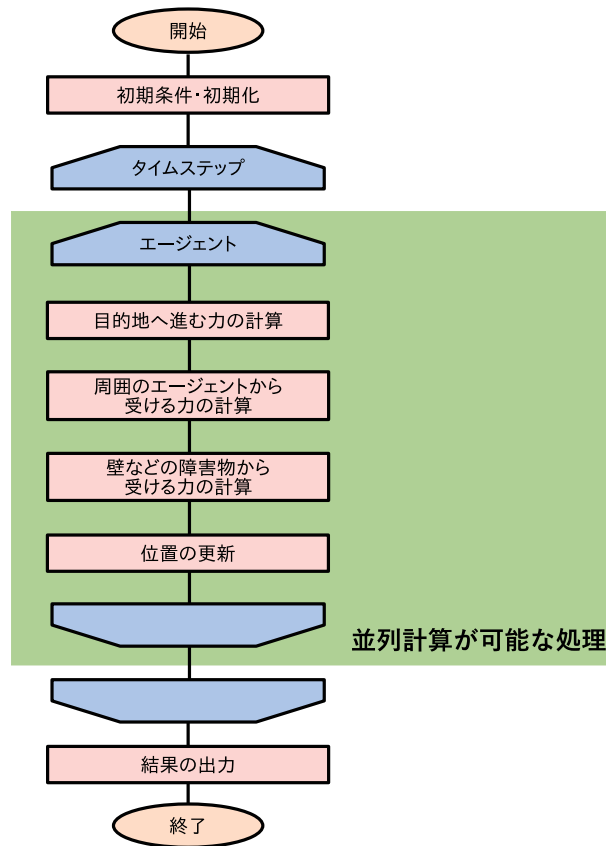 開始
初期条件・初期化
タイムステップ
エージェント
目的地へ進む力の計算
周囲のエージェントから
受ける力の計算
壁などの障害物から
受ける力の計算
位置の更新
並列計算が可能な処理
結果の出力
終了